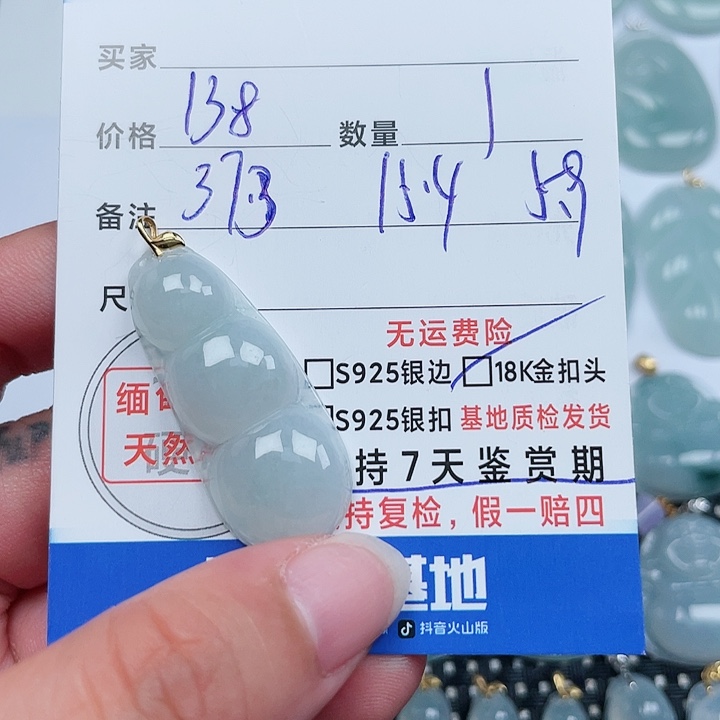 买家
价格 138 数量 1
备注 37.3 15.4 5.9
尺
无运费险
S925银边 18K金扣头
S925银扣 基地质检发货
缅
天然
持7天鉴赏期
持复检，假一赔四
基地
抖音火山版